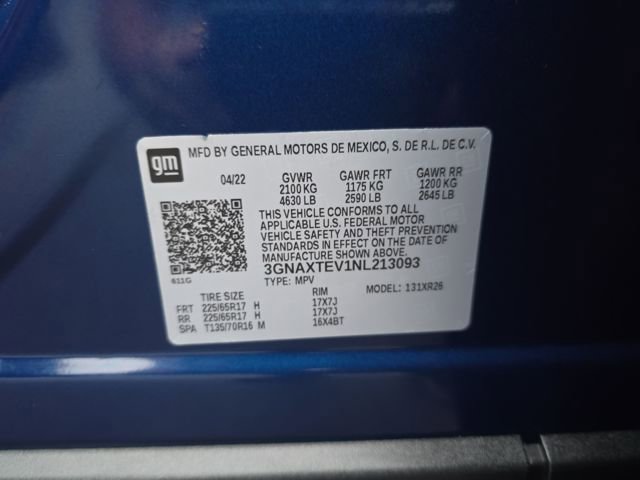 gm MFD BY GENERAL MOTORS DE MEXICO, S. DE R.L. DE C.V.
04/22 GVWR GAWR FRT GAWR RR
2100 KG 1175 KG 1200 KG
4630 LB 2590 LB 2645 LB
THIS VEHICLE CONFORMS TO ALL
APPLICABLE U.S. FEDERAL MOTOR
VEHICLE SAFETY AND THEFT PREVENTION
STANDARDS IN EFFECT ON THE DATE OF
MANUFACTURE SHOWN ABOVE.
3GNAXTEV1NL213093
611G TYPE: MPV MODEL: 131XR26
TIRE SIZE RIM
FRT 225/65R17 H 17X7J
RR 225/65R17 H 17X7J
SPA T135/70R16 M 16X4BT